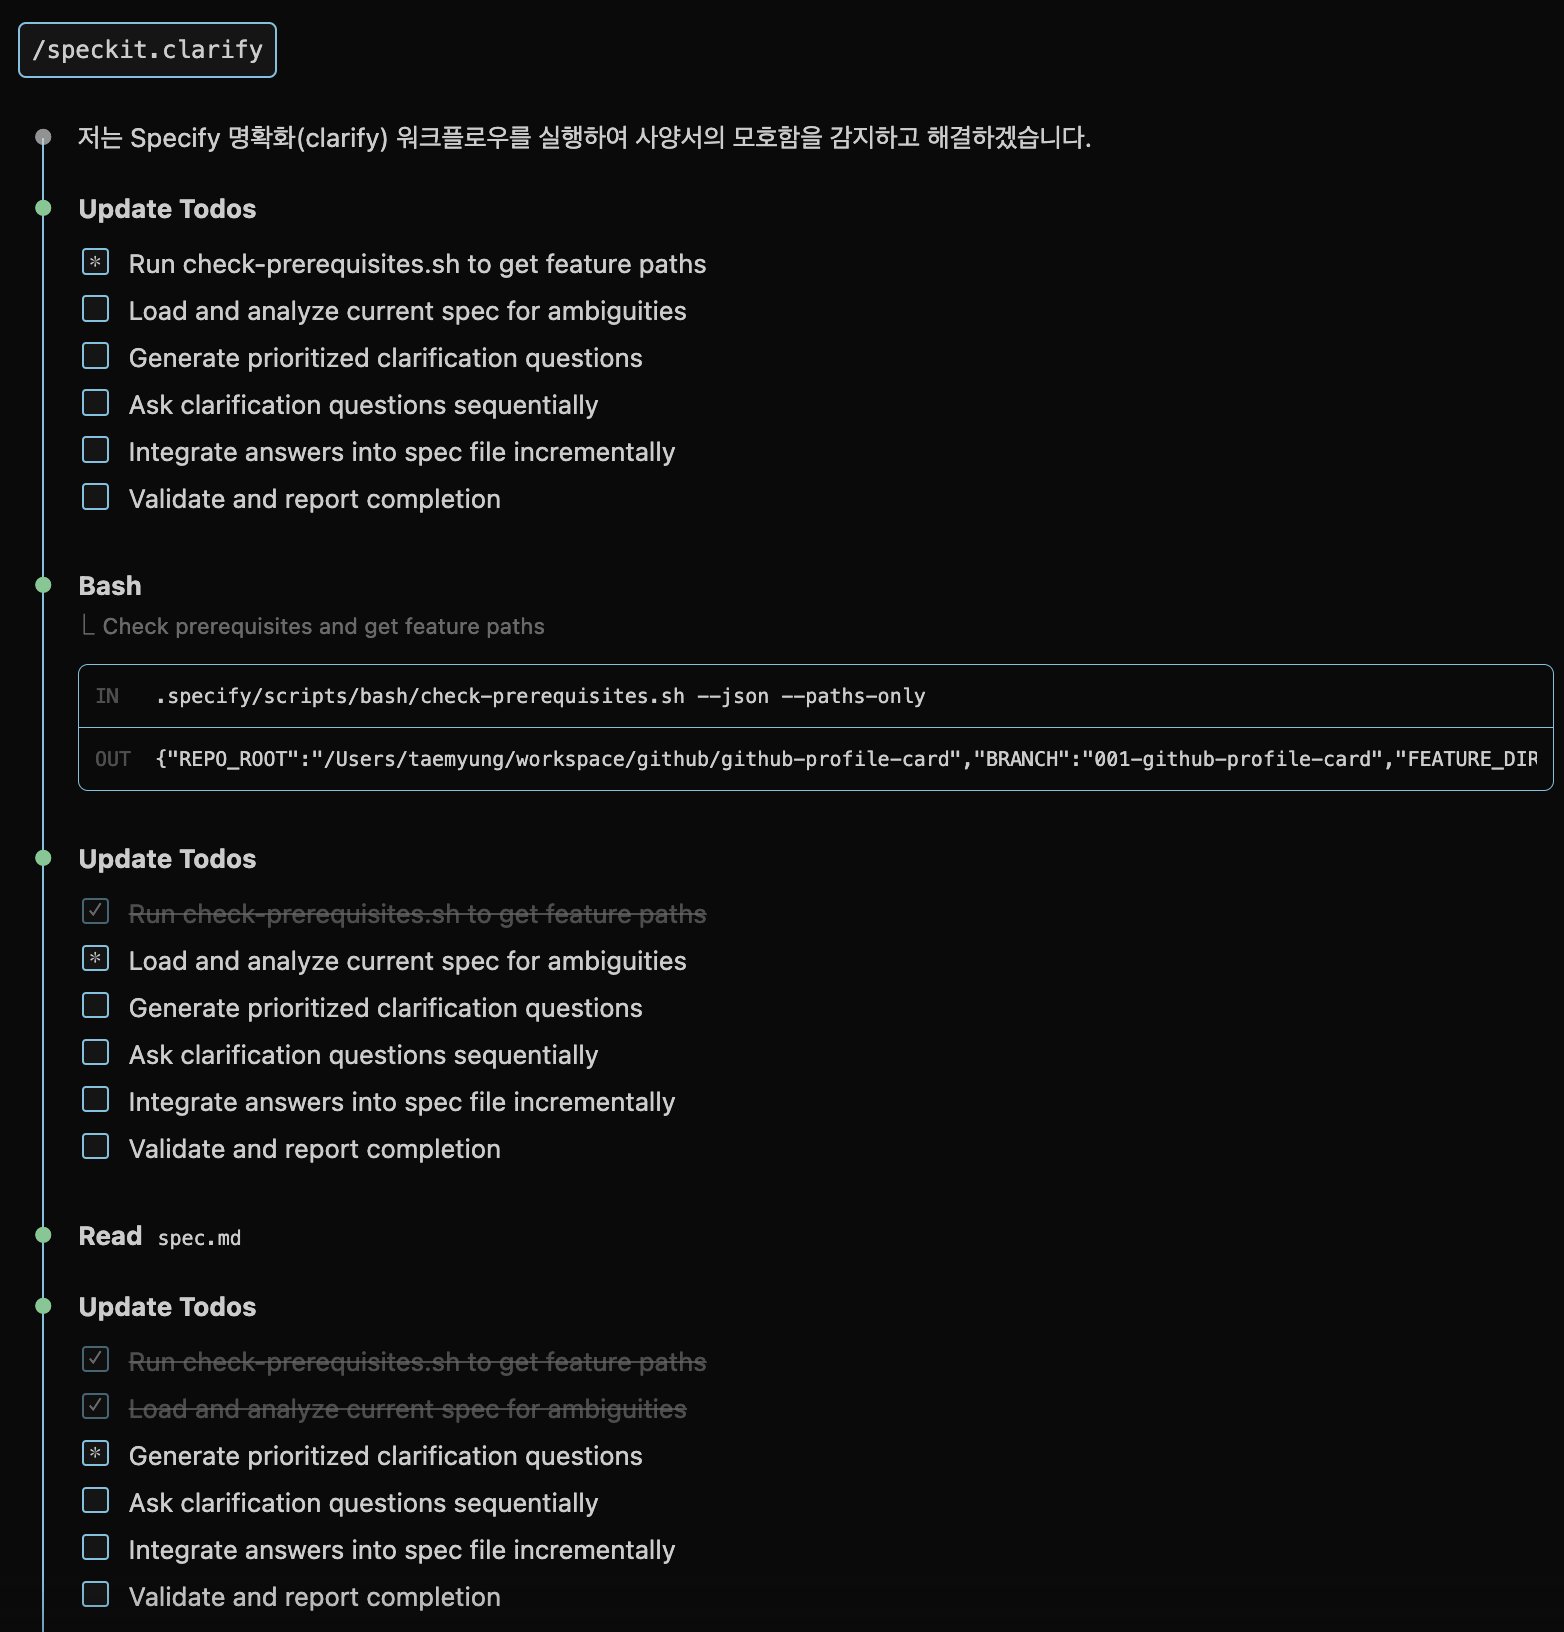 /speckit.clarify
저는 Specify 명확화(clarify) 워크플로우를 실행하여 사양서의 모호함을 감지하고 해결하겠습니다.
Update Todos
Run check-prerequisites.sh to get feature paths
Load and analyze current spec for ambiguities
Generate prioritized clarification questions
Ask clarification questions sequentially
Integrate answers into spec file incrementally
Validate and report completion
Bash
Check prerequisites and get feature paths
IN .specify/scripts/bash/check-prerequisites.sh --json --paths-only
OUT {"REPO_ROOT":"/Users/taemyung/workspace/github/github-profile-card","BRANCH":"001-github-profile-card","FEATURE_DIR
Update Todos
Run check-prerequisites.sh to get feature paths
Load and analyze current spec for ambiguities
Generate prioritized clarification questions
Ask clarification questions sequentially
Integrate answers into spec file incrementally
Validate and report completion
Read spec.md
Update Todos
Run check-prerequisites.sh to get feature paths
Load and analyze current spec for ambiguities
Generate prioritized clarification questions
Ask clarification questions sequentially
Integrate answers into spec file incrementally
Validate and report completion